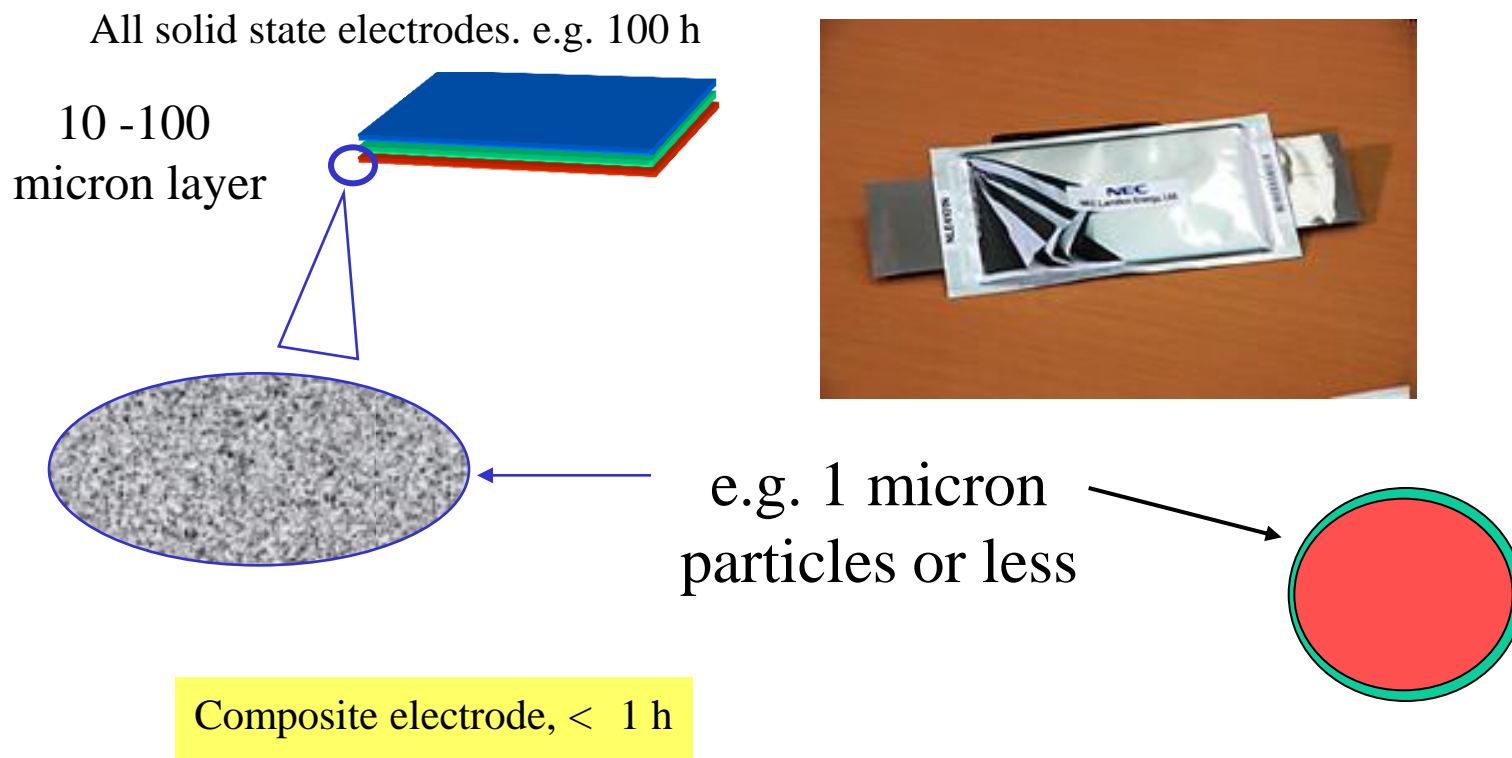 All solid state electrodes. e.g. 100 h
10 -100
micron layer
NEC
e.g. 1 micron
particles or less
Composite electrode, < 1 h